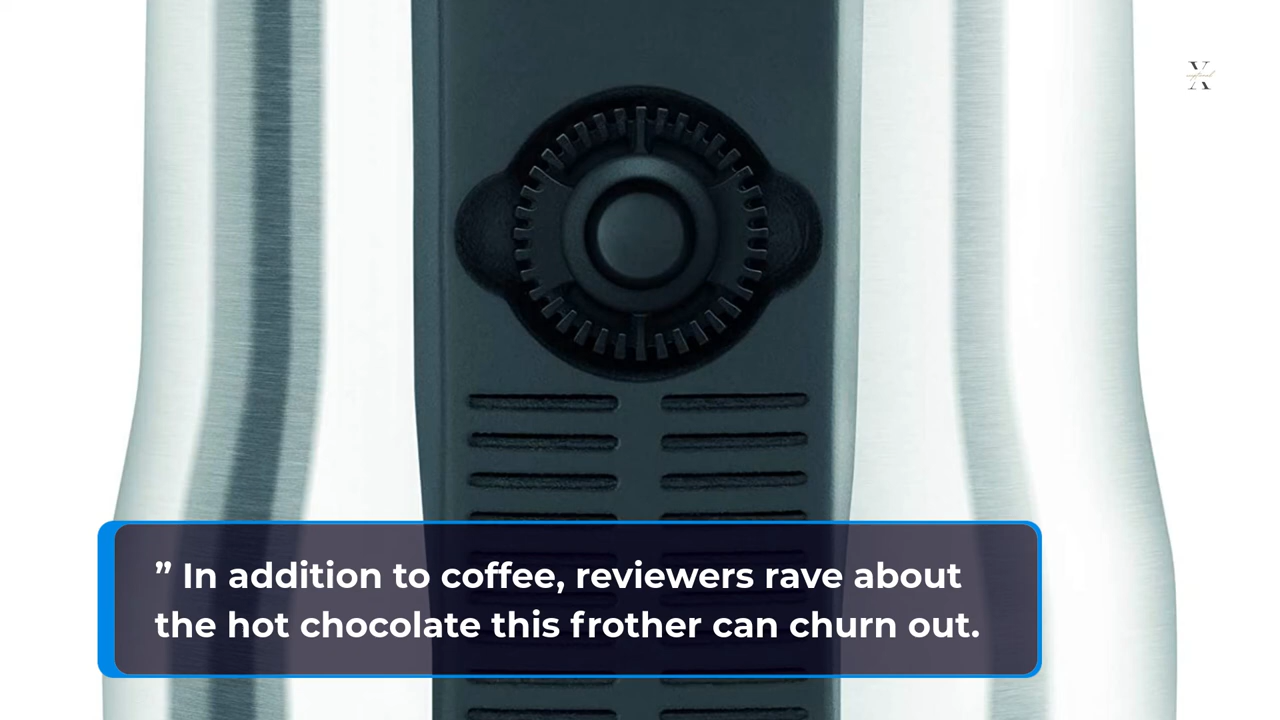 X
” In addition to coffee, reviewers rave about
the hot chocolate this frother can churn out.